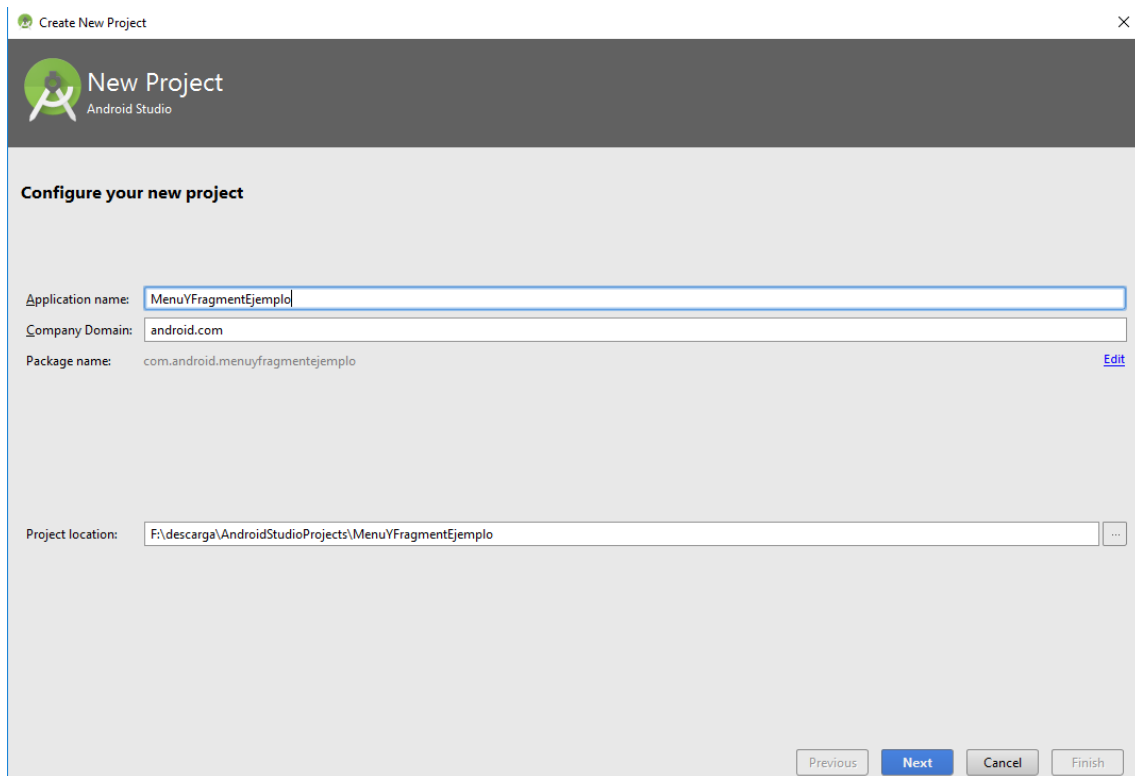 Create New Project
New Project
Android Studio
Configure your new project
Application name: MenuYFragmentEjemplo
Company Domain: android.com
Package name: com.android.menuyfragmentejemplo Edit
Project location: F:\descarga\AndroidStudioProjects\MenuYFragmentEjemplo ...
Previous Next Cancel Finish